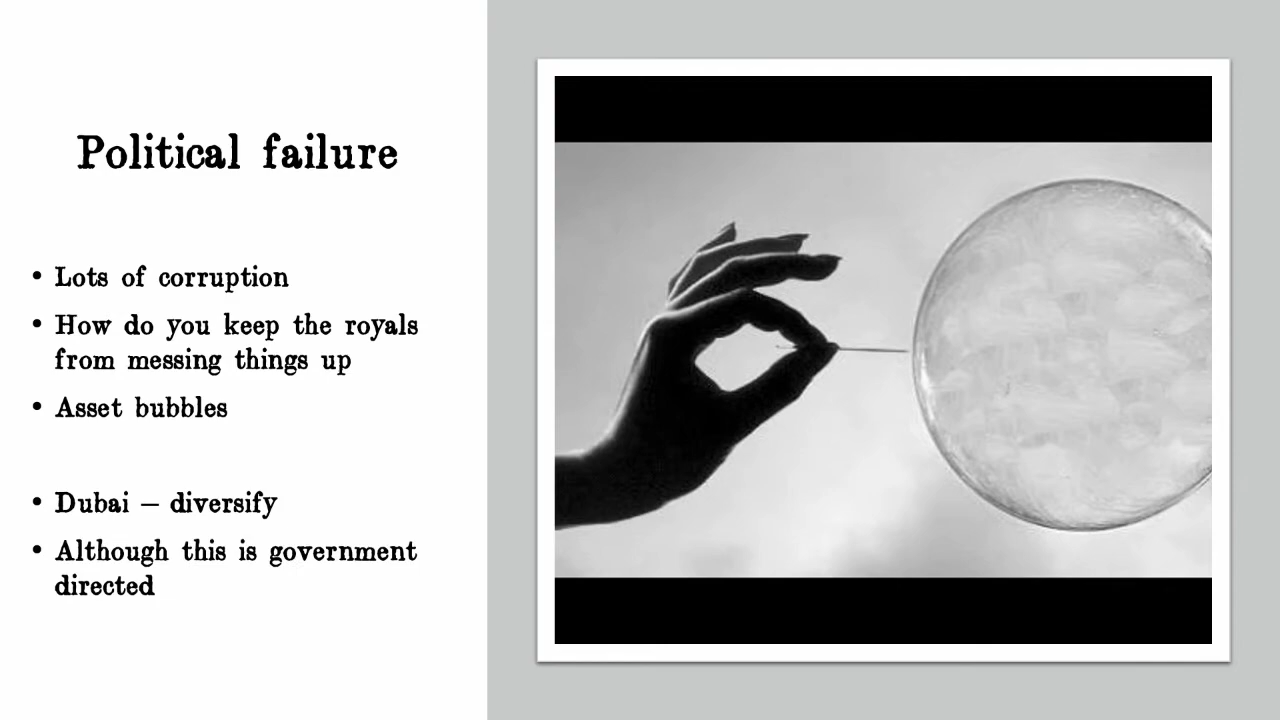 Political failure
• Lots of corruption
• How do you keep the royals
from messing things up
• Asset bubbles
• Dubai – diversify
• Although this is government
directed